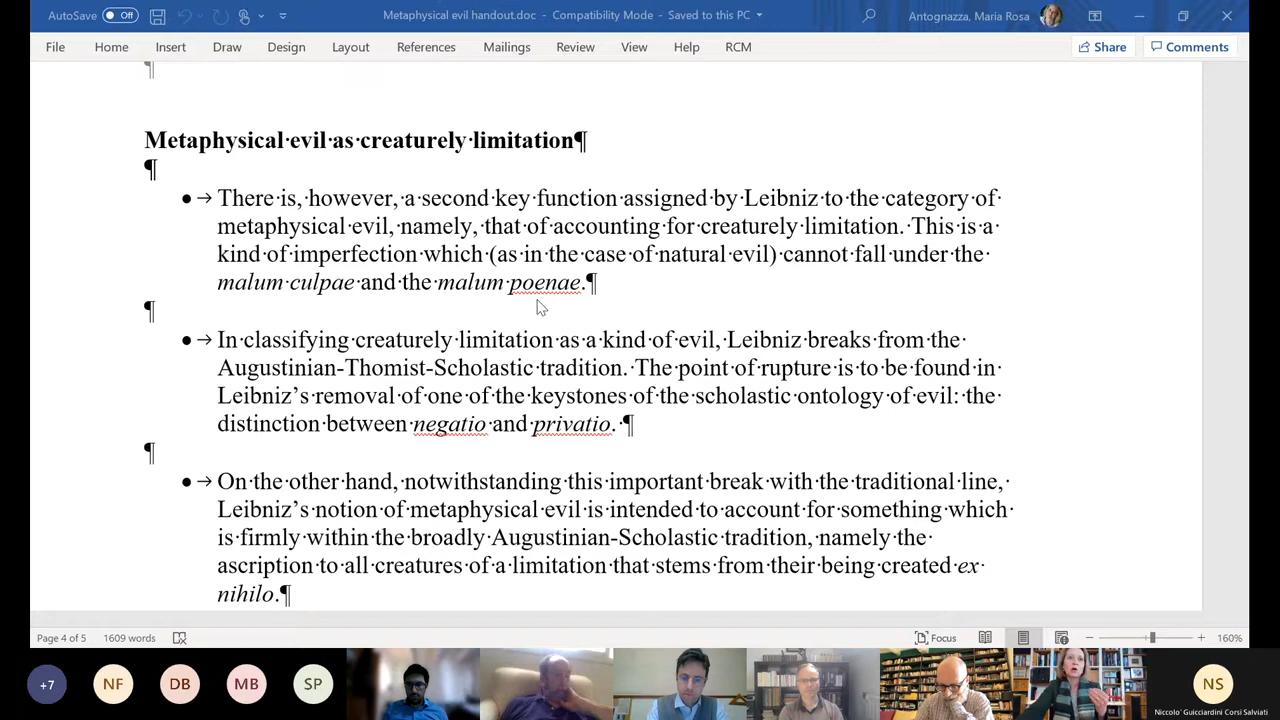 AutoSave Off Metaphysical evil handout.doc - Compatibility Mode - Saved to this PC Antognazza, Maria Rosa
File Home Insert Draw Design Layout References Mailings Review View Help RCM Share Comments
¶
Metaphysical·evil·as·creaturely·limitation¶
¶
•→There·is,·however,·a·second·key·function·assigned·by·Leibniz·to·the·category·of·
metaphysical·evil,·namely,·that·of·accounting·for·creaturely·limitation.··This·is·a·
kind·of·imperfection·which·(as·in·the·case·of·natural·evil)·cannot·fall·under·the·
malum·culpae·and·the·malum·poenae.¶
¶
•→In·classifying·creaturely·limitation·as·a·kind·of·evil,·Leibniz·breaks·from·the·
Augustinian-Thomist-Scholastic·tradition.··The·point·of·rupture·is·to·be·found·in·
Leibniz’s·removal·of·one·of·the·keystones·of·the·scholastic·ontology·of·evil:·the·
distinction·between·negatio·and·privatio.·¶
¶
•→On·the·other·hand,·notwithstanding·this·important·break·with·the·traditional·line,·
Leibniz’s·notion·of·metaphysical·evil·is·intended·to·account·for·something·which·
is·firmly·within·the·broadly·Augustinian-Scholastic·tradition,·namely·the·
ascription·to·all·creatures·of·a·limitation·that·stems·from·their·being·created·ex·
nihilo.¶
Page 4 of 5 1609 words Focus 160%
+7 NF DB MB SP NS
Niccolo' Guicciardini Corsi Salviati